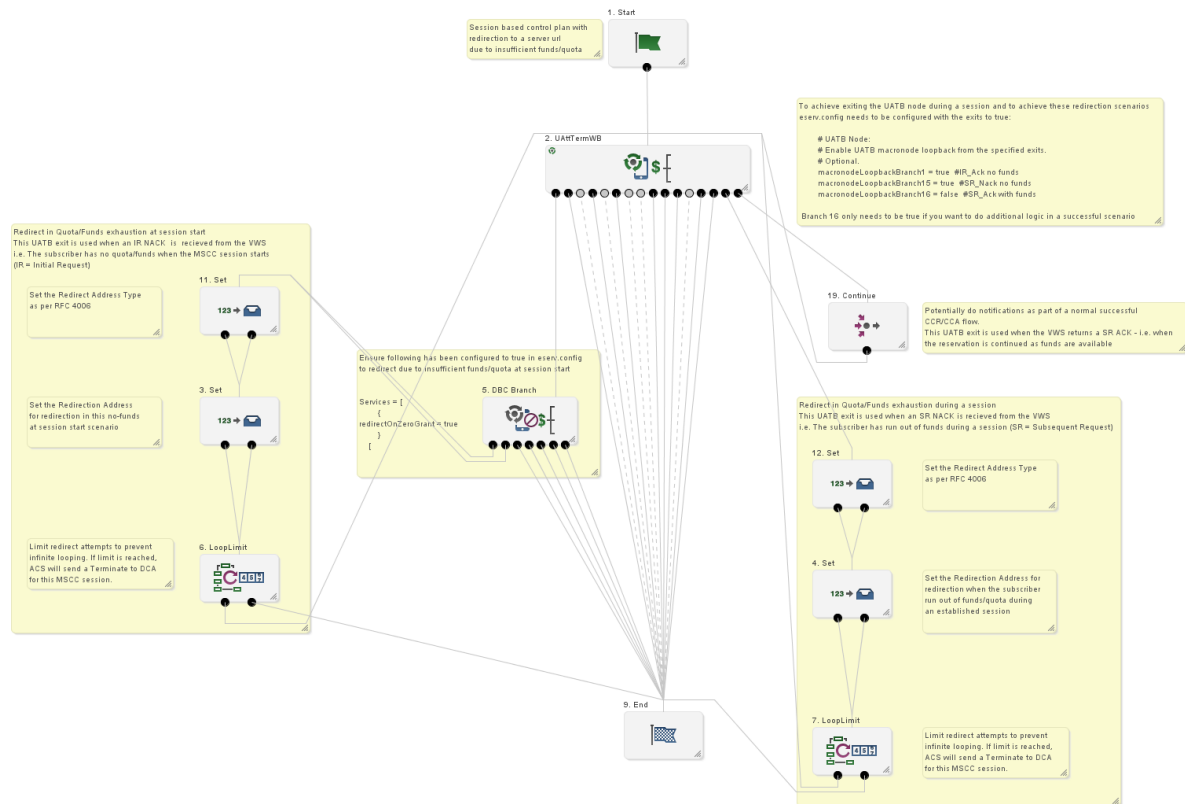 1. Start
Session based control plan with
redirection to a server url
due to insufficient funds/quota
To achieve exiting the UATB node during a session and to achieve these redirection scenarios
eserv.config needs to be configured with the exits to true:
# UATB Node:
# Enable UATB macronode loopback from the specified exits.
# Optional.
macronodeLoopbackBranch1 = true #IR_Ack no funds
macronodeLoopbackBranch15 = true #SR_Nack no funds
macronodeLoopbackBranch16 = false #SR_Ack with funds
Branch 16 only needs to be true if you want to do additional logic in a successful scenario
2. UAttTermWB
$
Redirect in Quota/Funds exhaustion at session start
This UATB exit is used when an IR NACK is recieved from the VWS
i.e. The subscriber has no quota/funds when the MSCC session starts
(IR = Initial Request)
11. Set
123
Set the Redirect Address Type
as per RFC 4006
19. Continue
Potentially do notifications as part of a normal successful
CCR/CCA flow.
This UATB exit is used when the VWS returns a SR ACK - i.e. when
the reservation is continued as funds are available
Ensure following has been configured to true in eserv.config
to redirect due to insufficient funds/quota at session start
Services = [
{
redirectOnZeroGrant = true
}
[
5. DBC Branch
$
3. Set
123
Set the Redirection Address
for redirection in this no-funds
at session start scenario
Redirect in Quota/Funds exhaustion during a session
This UATB exit is used when an SR NACK is recieved from the VWS
i.e. The subscriber has run out of funds during a session (SR = Subsequent Request)
12. Set
123
Set the Redirect Address Type
as per RFC 4006
6. LoopLimit
Limit redirect attempts to prevent
infinite looping. If limit is reached,
ACS will send a Terminate to DCA
for this MSCC session.
4. Set
123
Set the Redirection Address for
redirection when the subscriber
run out of funds/quota during
an established session
9. End
7. LoopLimit
Limit redirect attempts to prevent
infinite looping. If limit is reached,
ACS will send a Terminate to DCA
for this MSCC session.